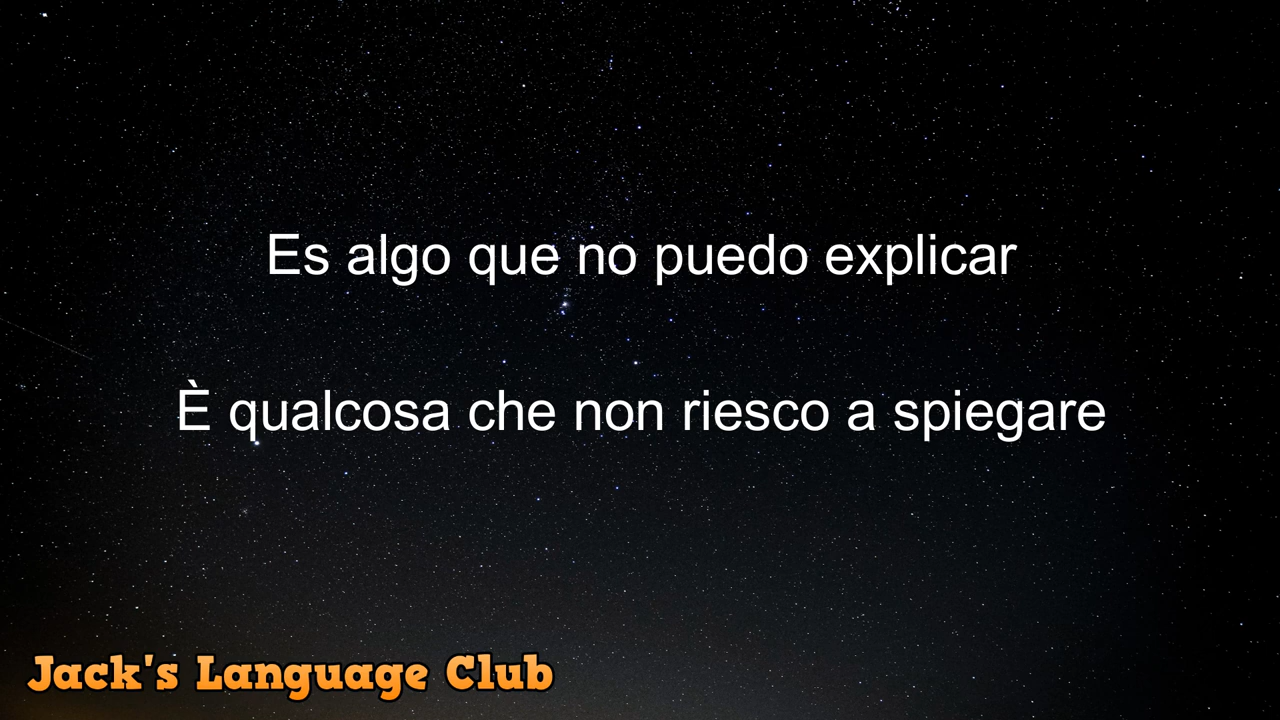 Es algo que no puedo explicar
È qualcosa che non riesco a spiegare
Jack's Language Club